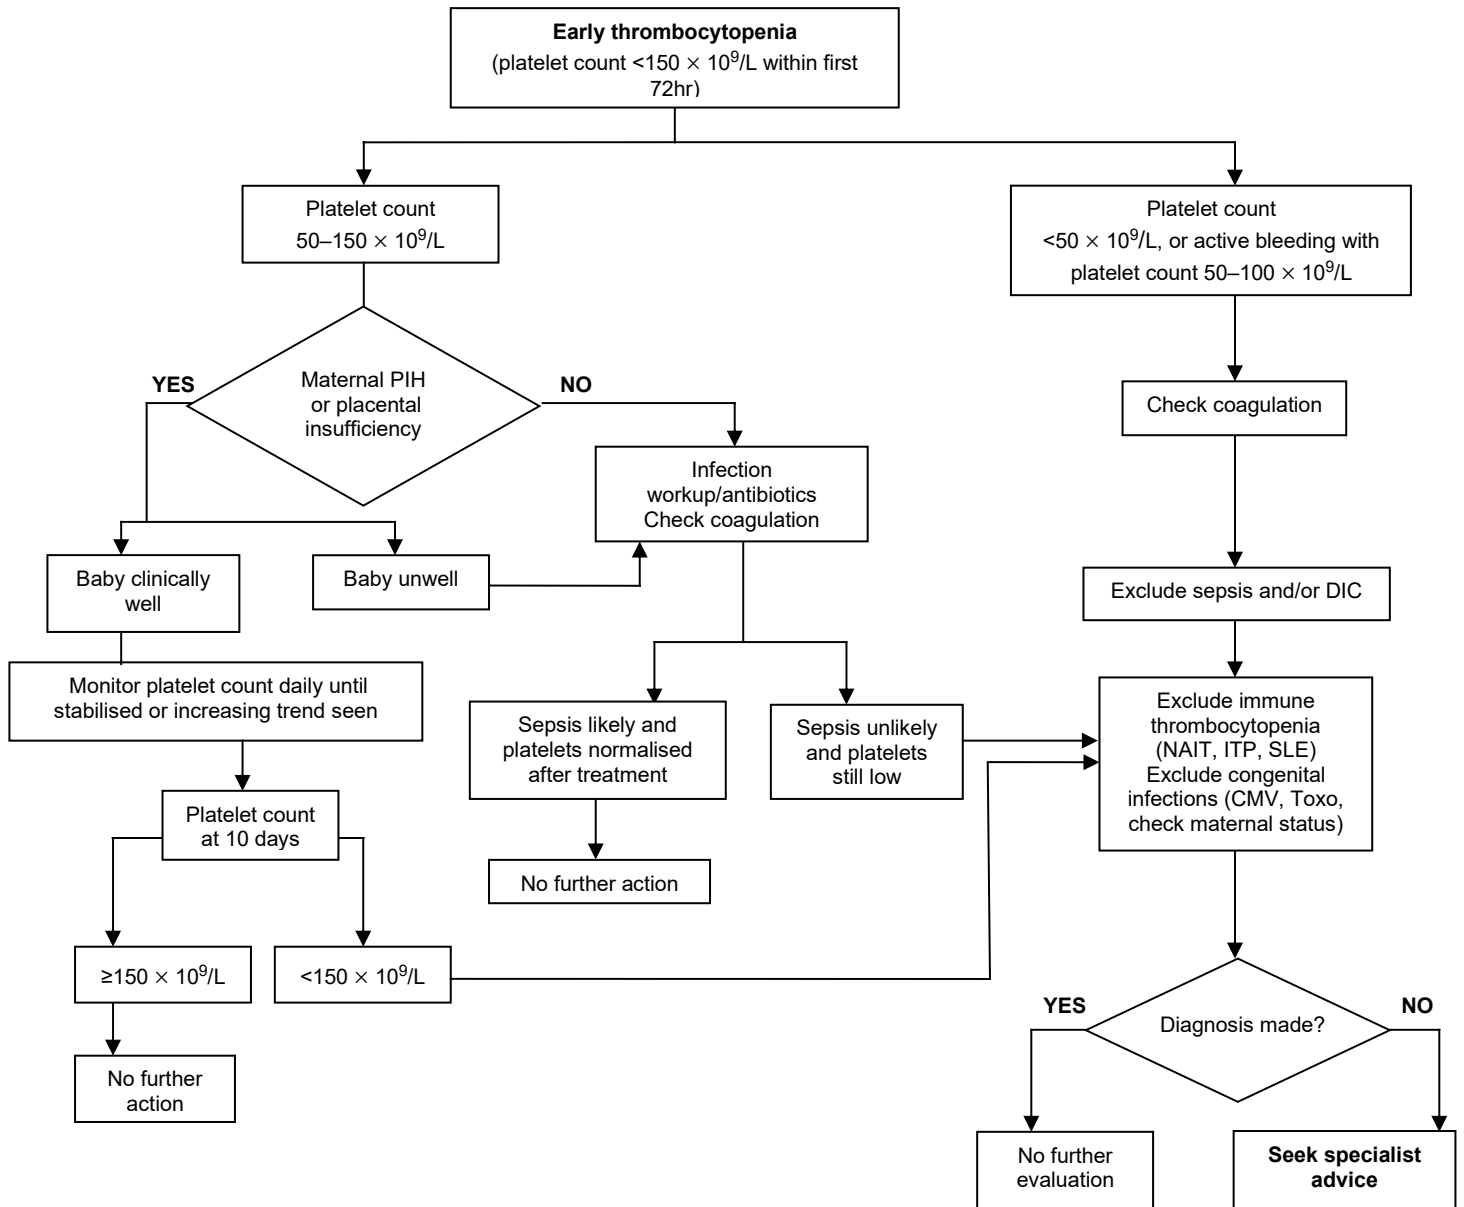 Early thrombocytopenia
(platelet count <150 × 10⁹/L within first
72hr)
Platelet count
50–150 × 10⁹/L
Platelet count
<50 × 10⁹/L, or active bleeding with
platelet count 50–100 × 10⁹/L
YES
Maternal PIH
or placental
insufficiency
NO
Check coagulation
Infection
workup/antibiotics
Check coagulation
Baby clinically
well
Baby unwell
Exclude sepsis and/or DIC
Monitor platelet count daily until
stabilised or increasing trend seen
Sepsis likely and
platelets normalised
after treatment
Sepsis unlikely
and platelets
still low
Exclude immune
thrombocytopenia
(NAIT, ITP, SLE)
Exclude congenital
infections (CMV, Toxo,
check maternal status)
Platelet count
at 10 days
No further action
≥150 × 10⁹/L
<150 × 10⁹/L
YES
Diagnosis made?
NO
No further
action
No further
evaluation
Seek specialist
advice